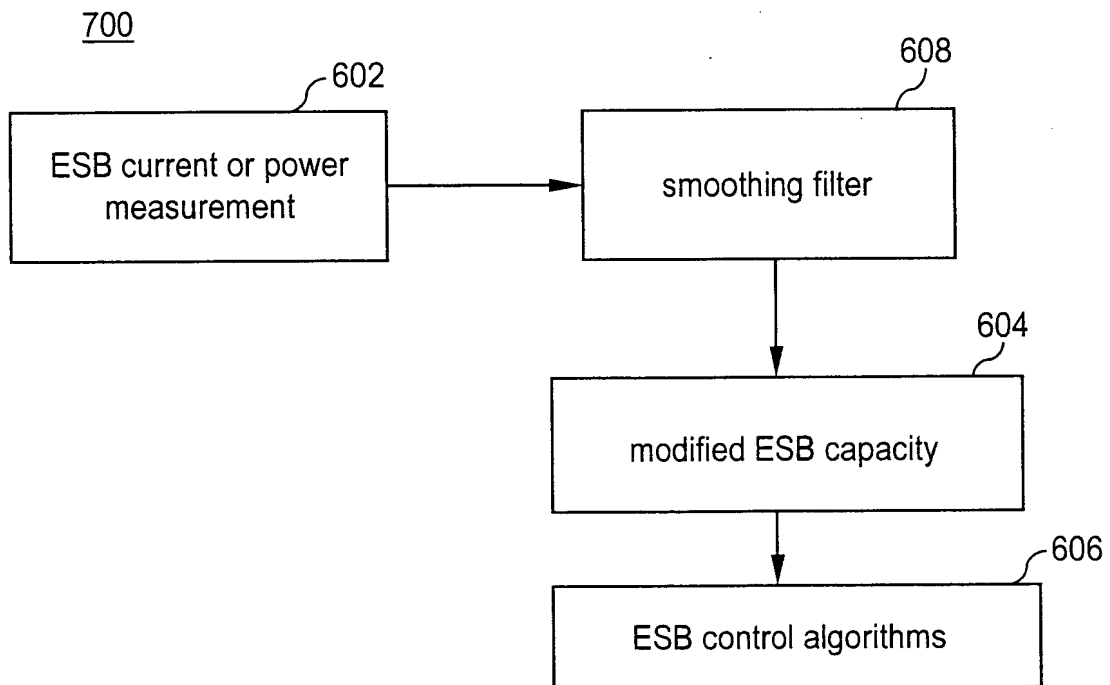 700
602
608
ESB current or power
measurement
smoothing filter
604
modified ESB capacity
606
ESB control algorithms